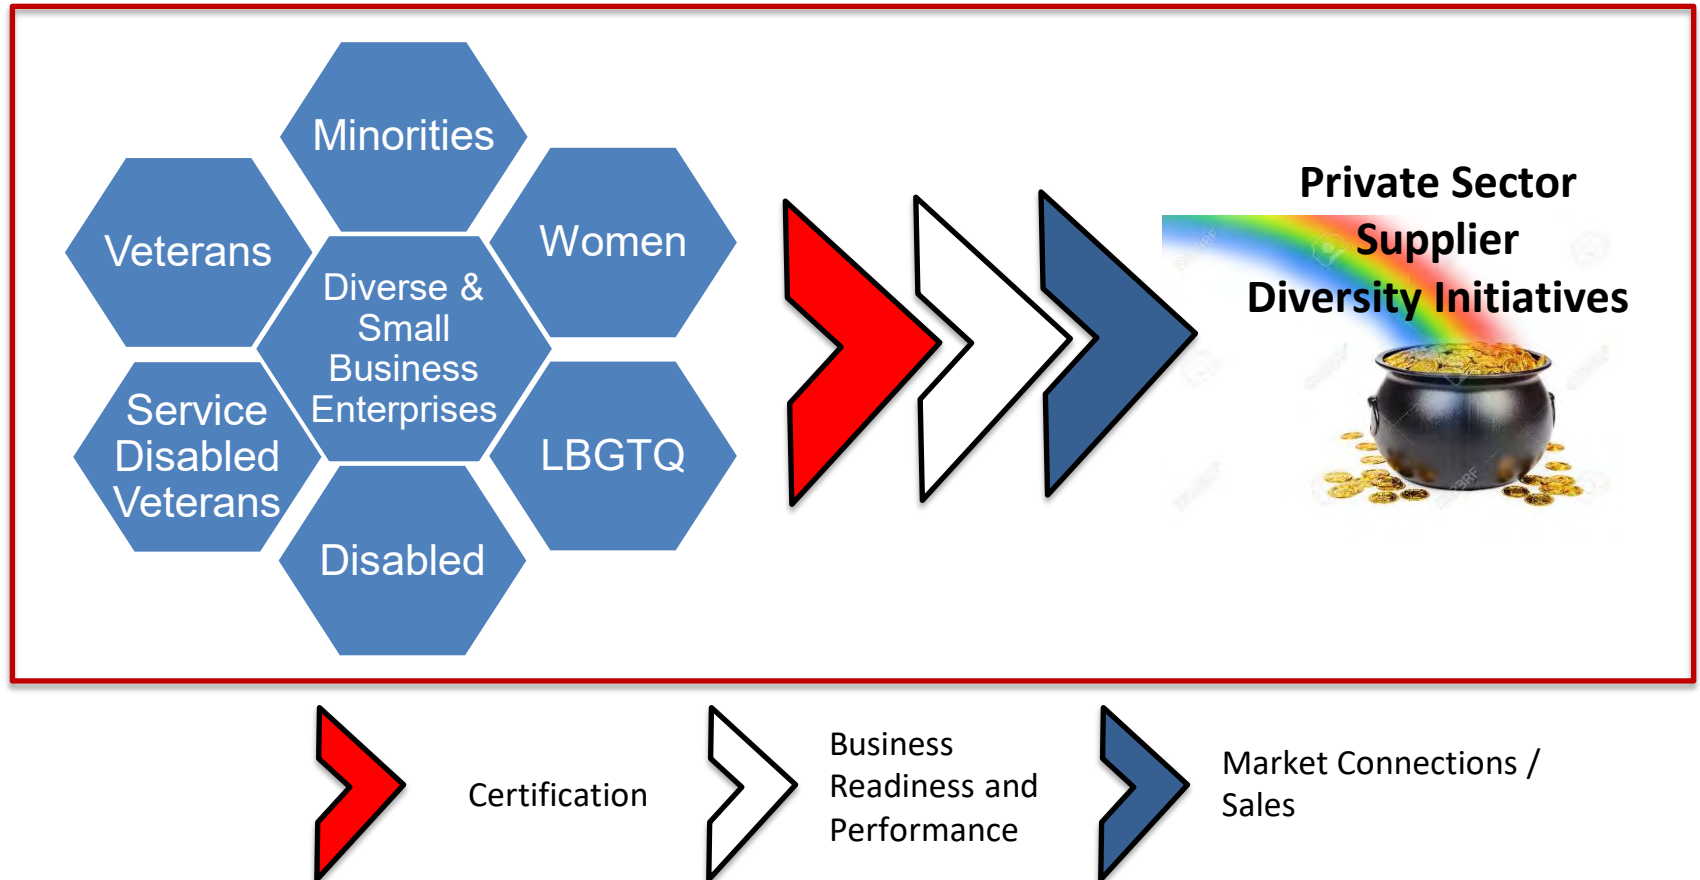 Minorities
Veterans
Women
Diverse &
Small
Business
Enterprises
Service
Disabled
Veterans
LBGTQ
Disabled
Private Sector
Supplier
Diversity Initiatives
Certification
Business
Readiness and
Performance
Market Connections /
Sales